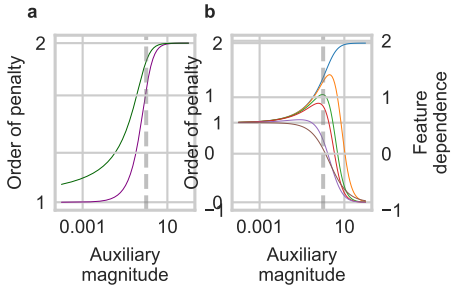 a
b
Order of penalty
2
1
0.001
10
Auxiliary
magnitude
Order of penalty
2
1
1
0
0
−1
0.001
10
Auxiliary
magnitude
2
1
0
−1
Feature
dependence